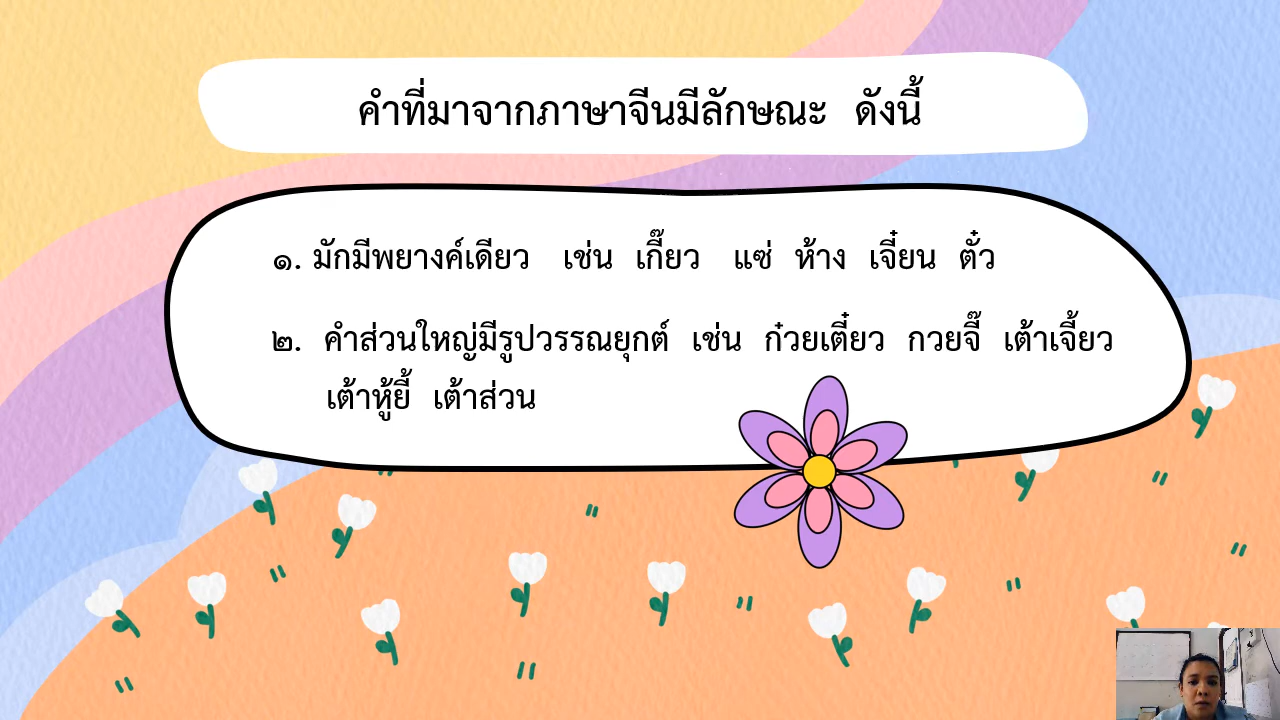 คำที่มาจากภาษาจีนมีลักษณะ ดังนี้
๑. มักมีพยางค์เดียว เช่น เกี๊ยว แซ่ ห้าง เจี๋ยน ตั๋ว
๒. คำส่วนใหญ่มีรูปวรรณยุกต์ เช่น ก๋วยเตี๋ยว กวยจี๊ เต้าเจี้ยว
เต้าหู้ยี้ เต้าส่วน